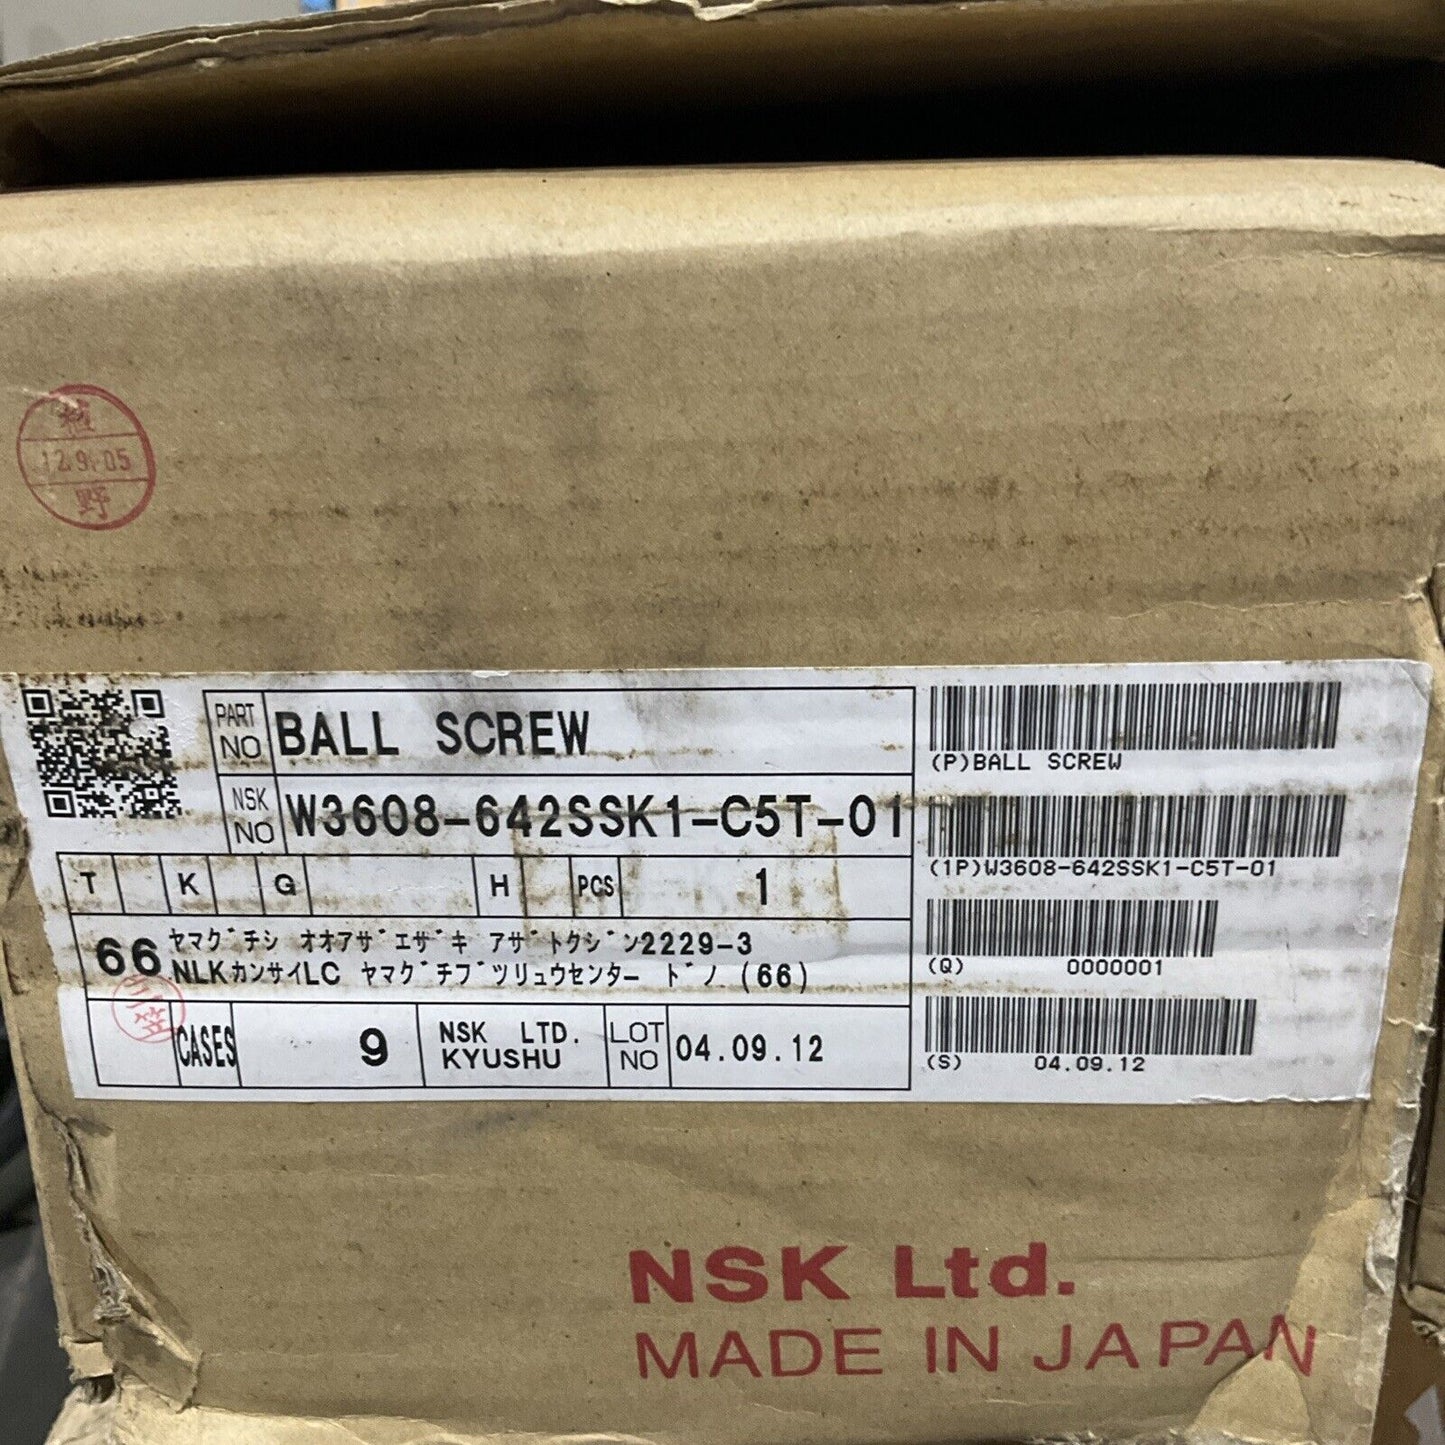 植
12.9.05
野
PART NO BALL SCREW
NSK NO W3608-642SSK1-C5T-01
T K G H PCS 1
66 ヤマグチシ オオアザエザキ アザトクジン2229-3
NLKカンサイLC ヤマグチブツリュウセンター ドノ (66)
CASES 9 NSK LTD. KYUSHU LOT NO 04.09.12
(P)BALL SCREW
(1P)W3608-642SSK1-C5T-01
(Q) 0000001
(S) 04.09.12
NSK Ltd.
MADE IN JAPAN